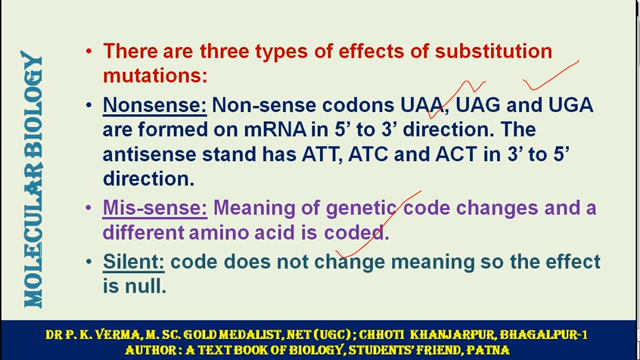 MOLECULAR BIOLOGY
• There are three types of effects of substitution
mutations:
• Nonsense: Non-sense codons UAA, UAG and UGA
are formed on mRNA in 5’ to 3’ direction. The
antisense stand has ATT, ATC and ACT in 3’ to 5’
direction.
• Mis-sense: Meaning of genetic code changes and a
different amino acid is coded.
• Silent: code does not change meaning so the effect
is null.
DR P. K. VERMA, M. SC. GOLD MEDALIST, NET (UGC) ; CHHOTI KHANJARPUR, BHAGALPUR-1
AUTHOR : A TEXT BOOK OF BIOLOGY, STUDENTS’ FRIEND, PATNA